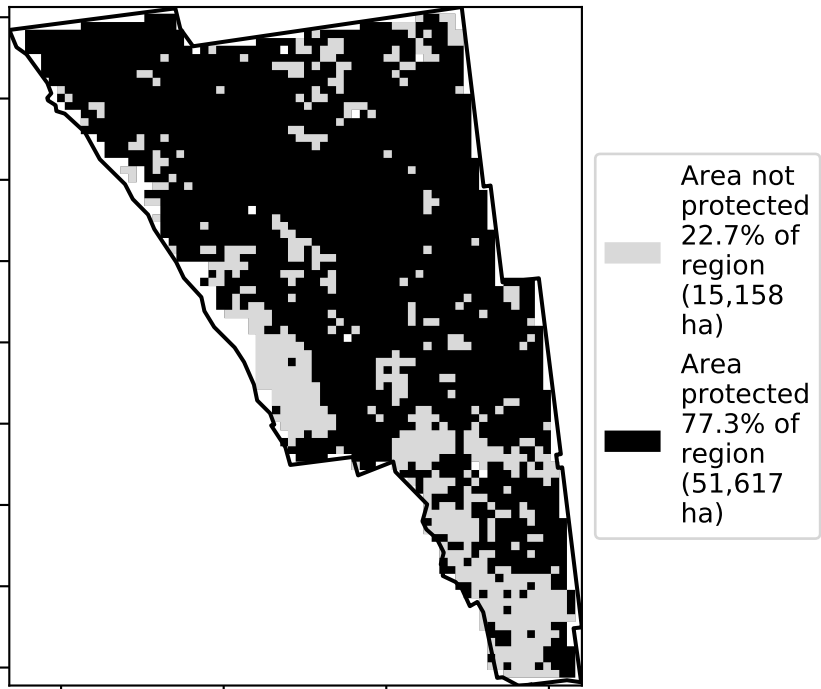 Area not
protected
22.7% of
region
(15,158
ha)
Area
protected
77.3% of
region
(51,617
ha)